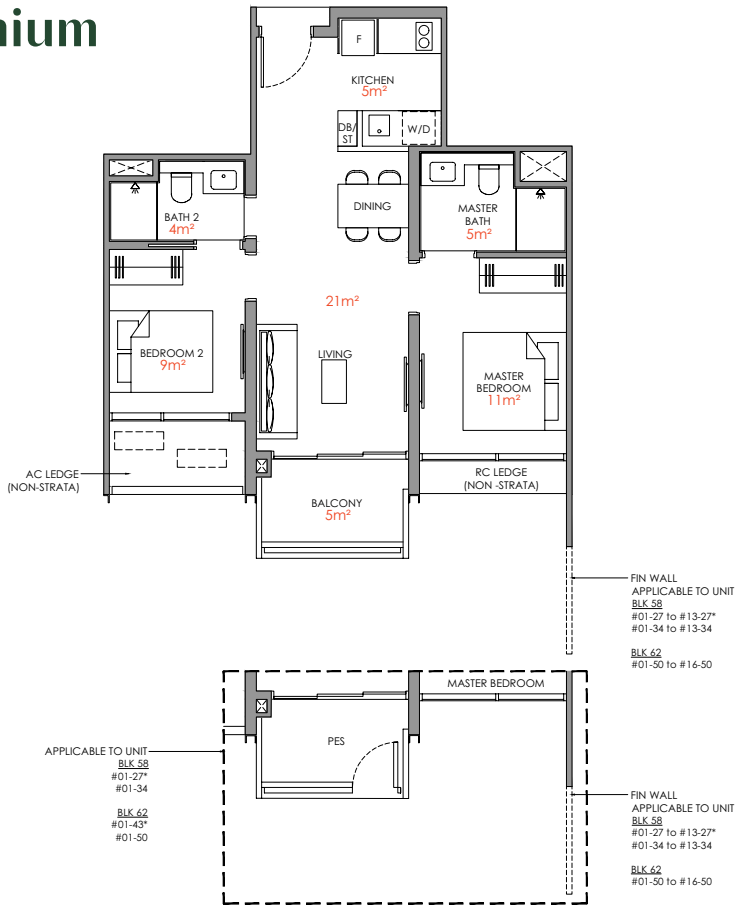 nium
F
KITCHEN
5m²
DB/
ST
W/D
DINING
BATH 2
4m²
MASTER
BATH
5m²
21m²
BEDROOM 2
9m²
LIVING
MASTER
BEDROOM
11m²
AC LEDGE
(NON-STRATA)
RC LEDGE
(NON -STRATA)
BALCONY
5m²
FIN WALL
APPLICABLE TO UNIT
BLK 58
#01-27 to #13-27*
#01-34 to #13-34
BLK 62
#01-50 to #16-50
MASTER BEDROOM
PES
APPLICABLE TO UNIT
BLK 58
#01-27*
#01-34
BLK 62
#01-43*
#01-50
FIN WALL
APPLICABLE TO UNIT
BLK 58
#01-27 to #13-27*
#01-34 to #13-34
BLK 62
#01-50 to #16-50